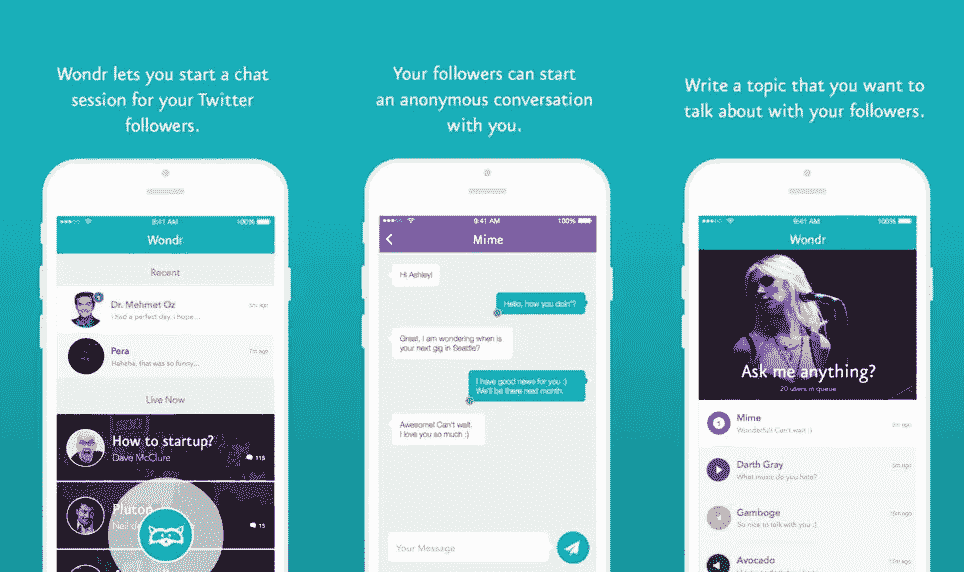 Wondr lets you start a chat
session for your Twitter
followers.
9:41 AM
100%
Wondr
Recent
Dr. Mehmet Oz
I had a perfect day, I hope...
5m ago
Pera
Hehehe, that was so funny...
7m ago
Live Now
How to startup?
Dave McClure
115
Pluton
Neil
15
Your followers can start
an anonymous conversation
with you.
9:41 AM
100%
Mime
Hi Ashley!
Hello, how you doin'?
Great, I am wondering when is
your next gig in Seattle?
I have good news for you :)
We'll be there next month.
Awesome! Can't wait.
I love you so much :)
Your Message
Write a topic that you want to
talk about with your followers.
9:41 AM
100%
Wondr
Ask me anything?
20 users in queue
Mime
Wonderful! Can't wait :)
Darth Gray
What music do you hate?
Gamboge
So nice to talk with you :)
Avocado